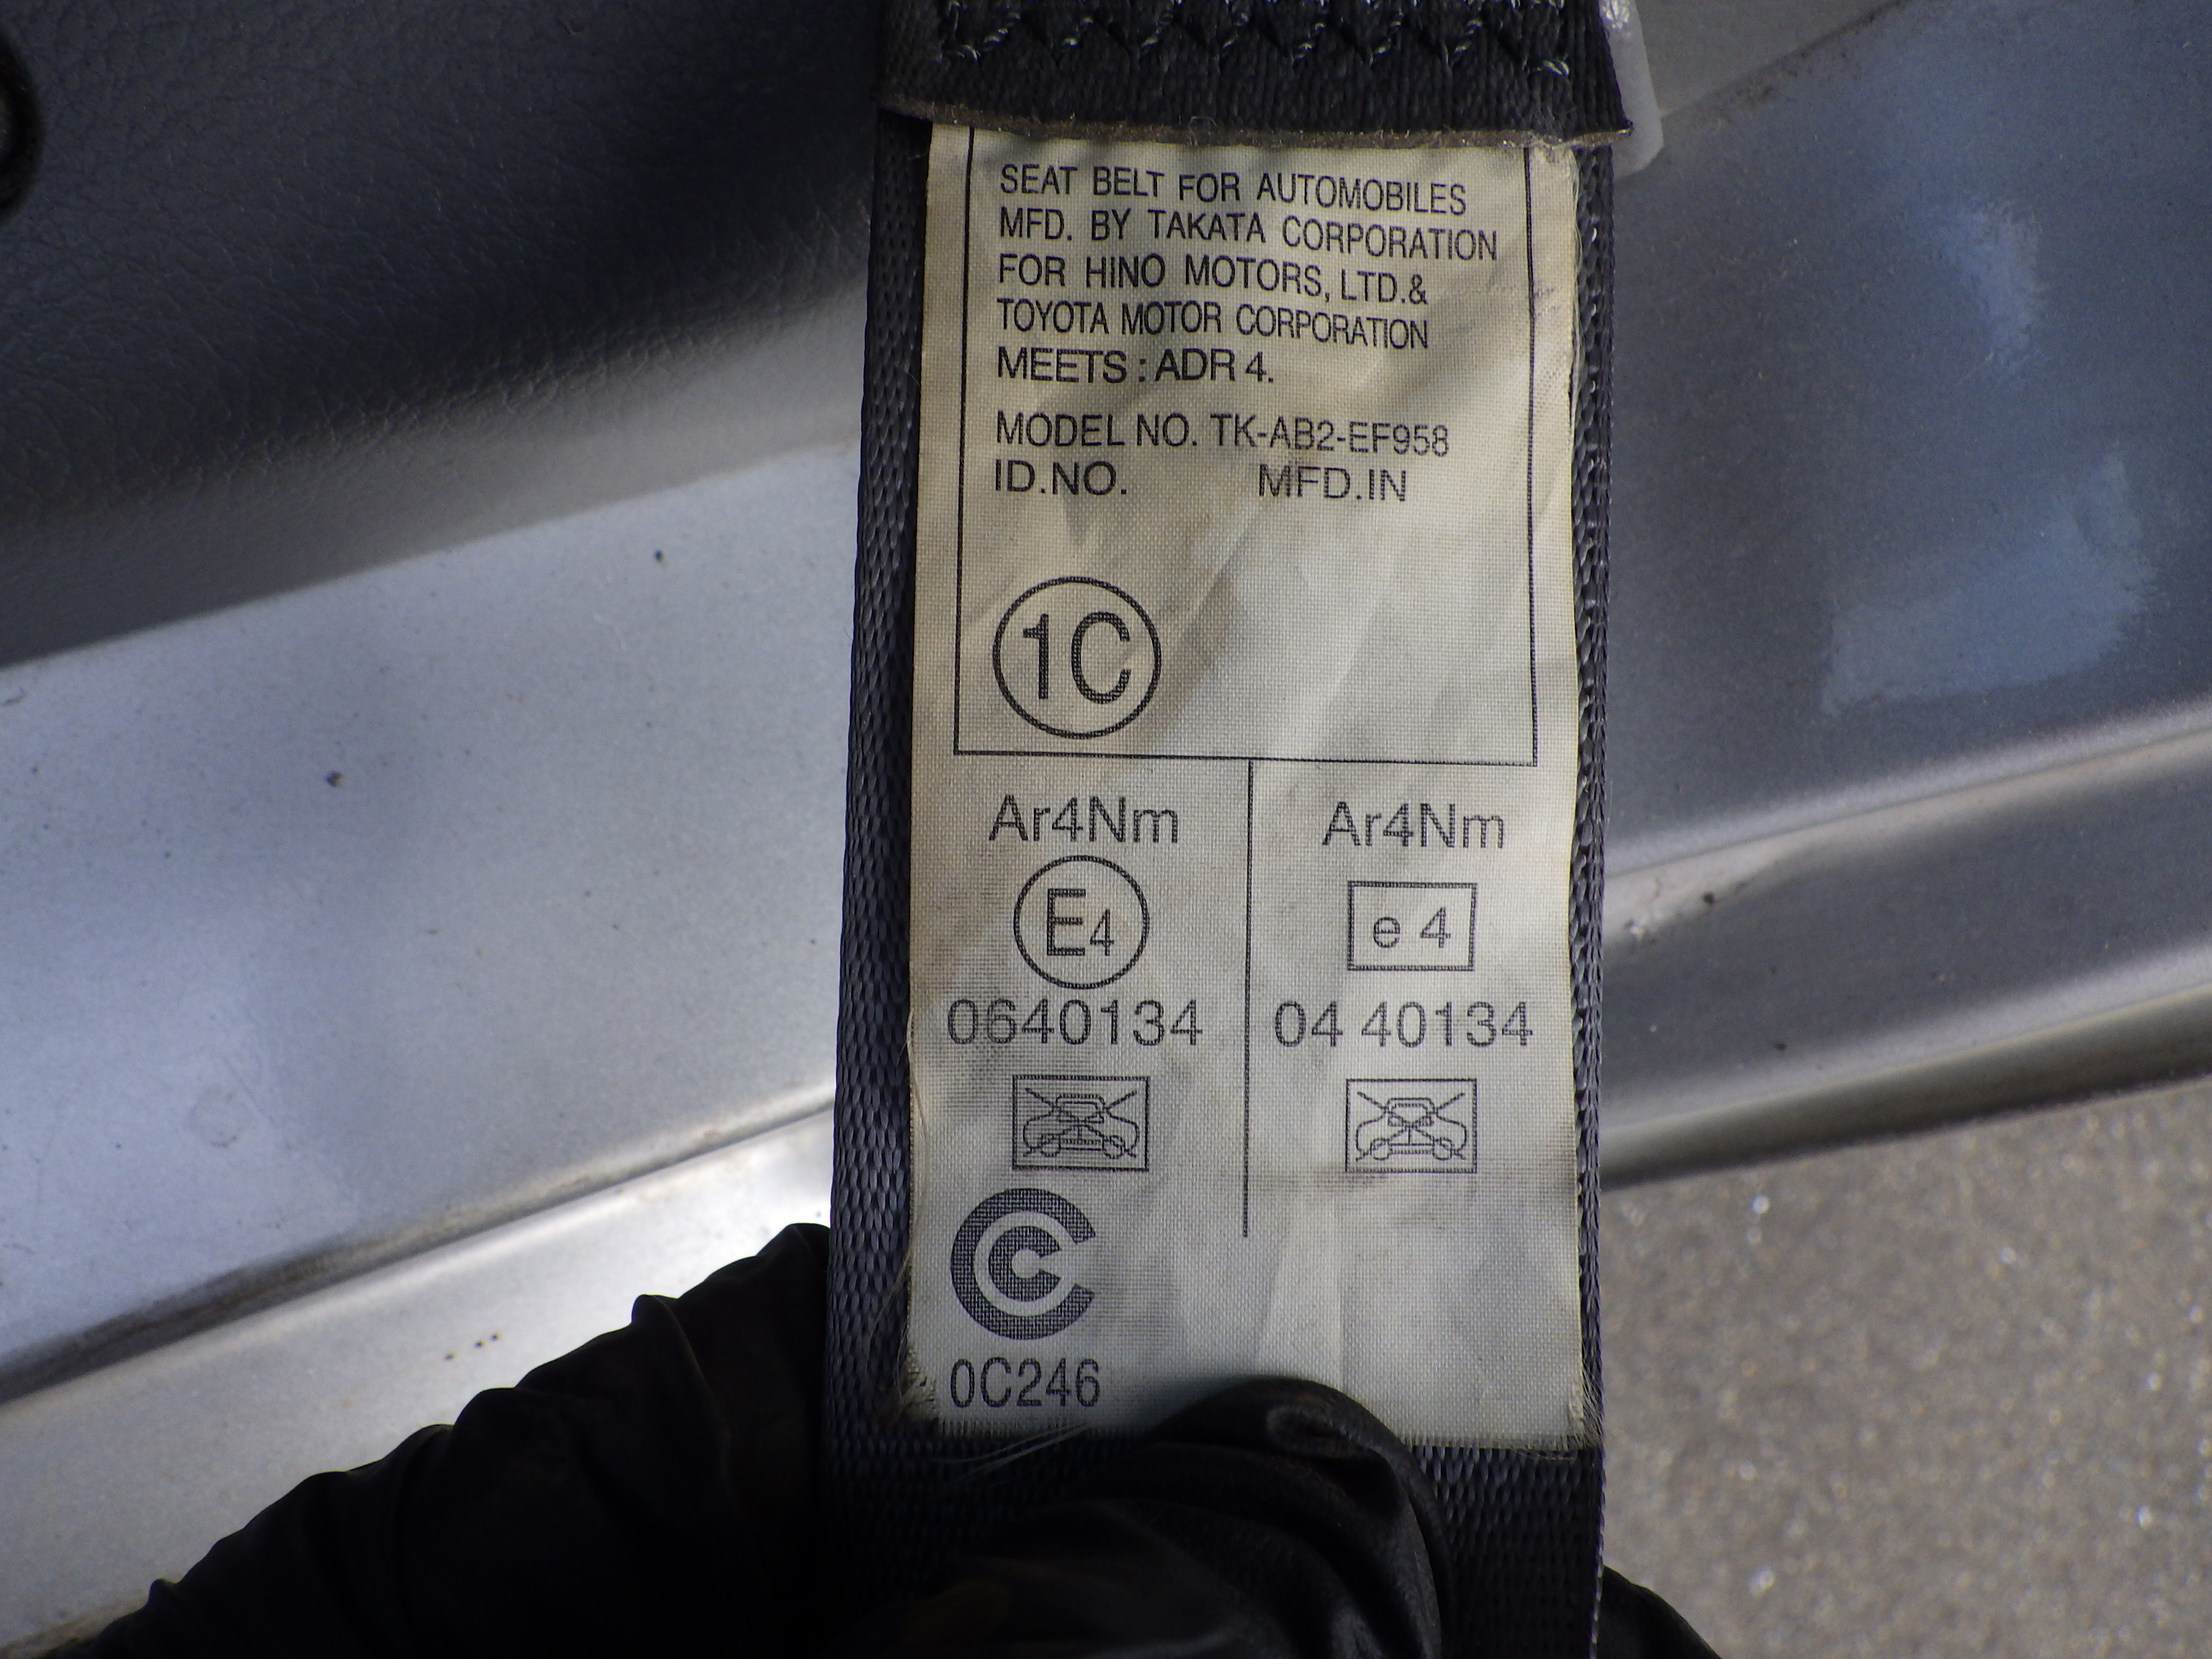 SEAT BELT FOR AUTOMOBILES
MFD. BY TAKATA CORPORATION
FOR HINO MOTORS, LTD.&
TOYOTA MOTOR CORPORATION
MEETS : ADR 4.
MODEL NO. TK-AB2-EF958
ID.NO. MFD.IN
1C
Ar4Nm
E4
0640134
Ar4Nm
e 4
04 40134
CC
0C246